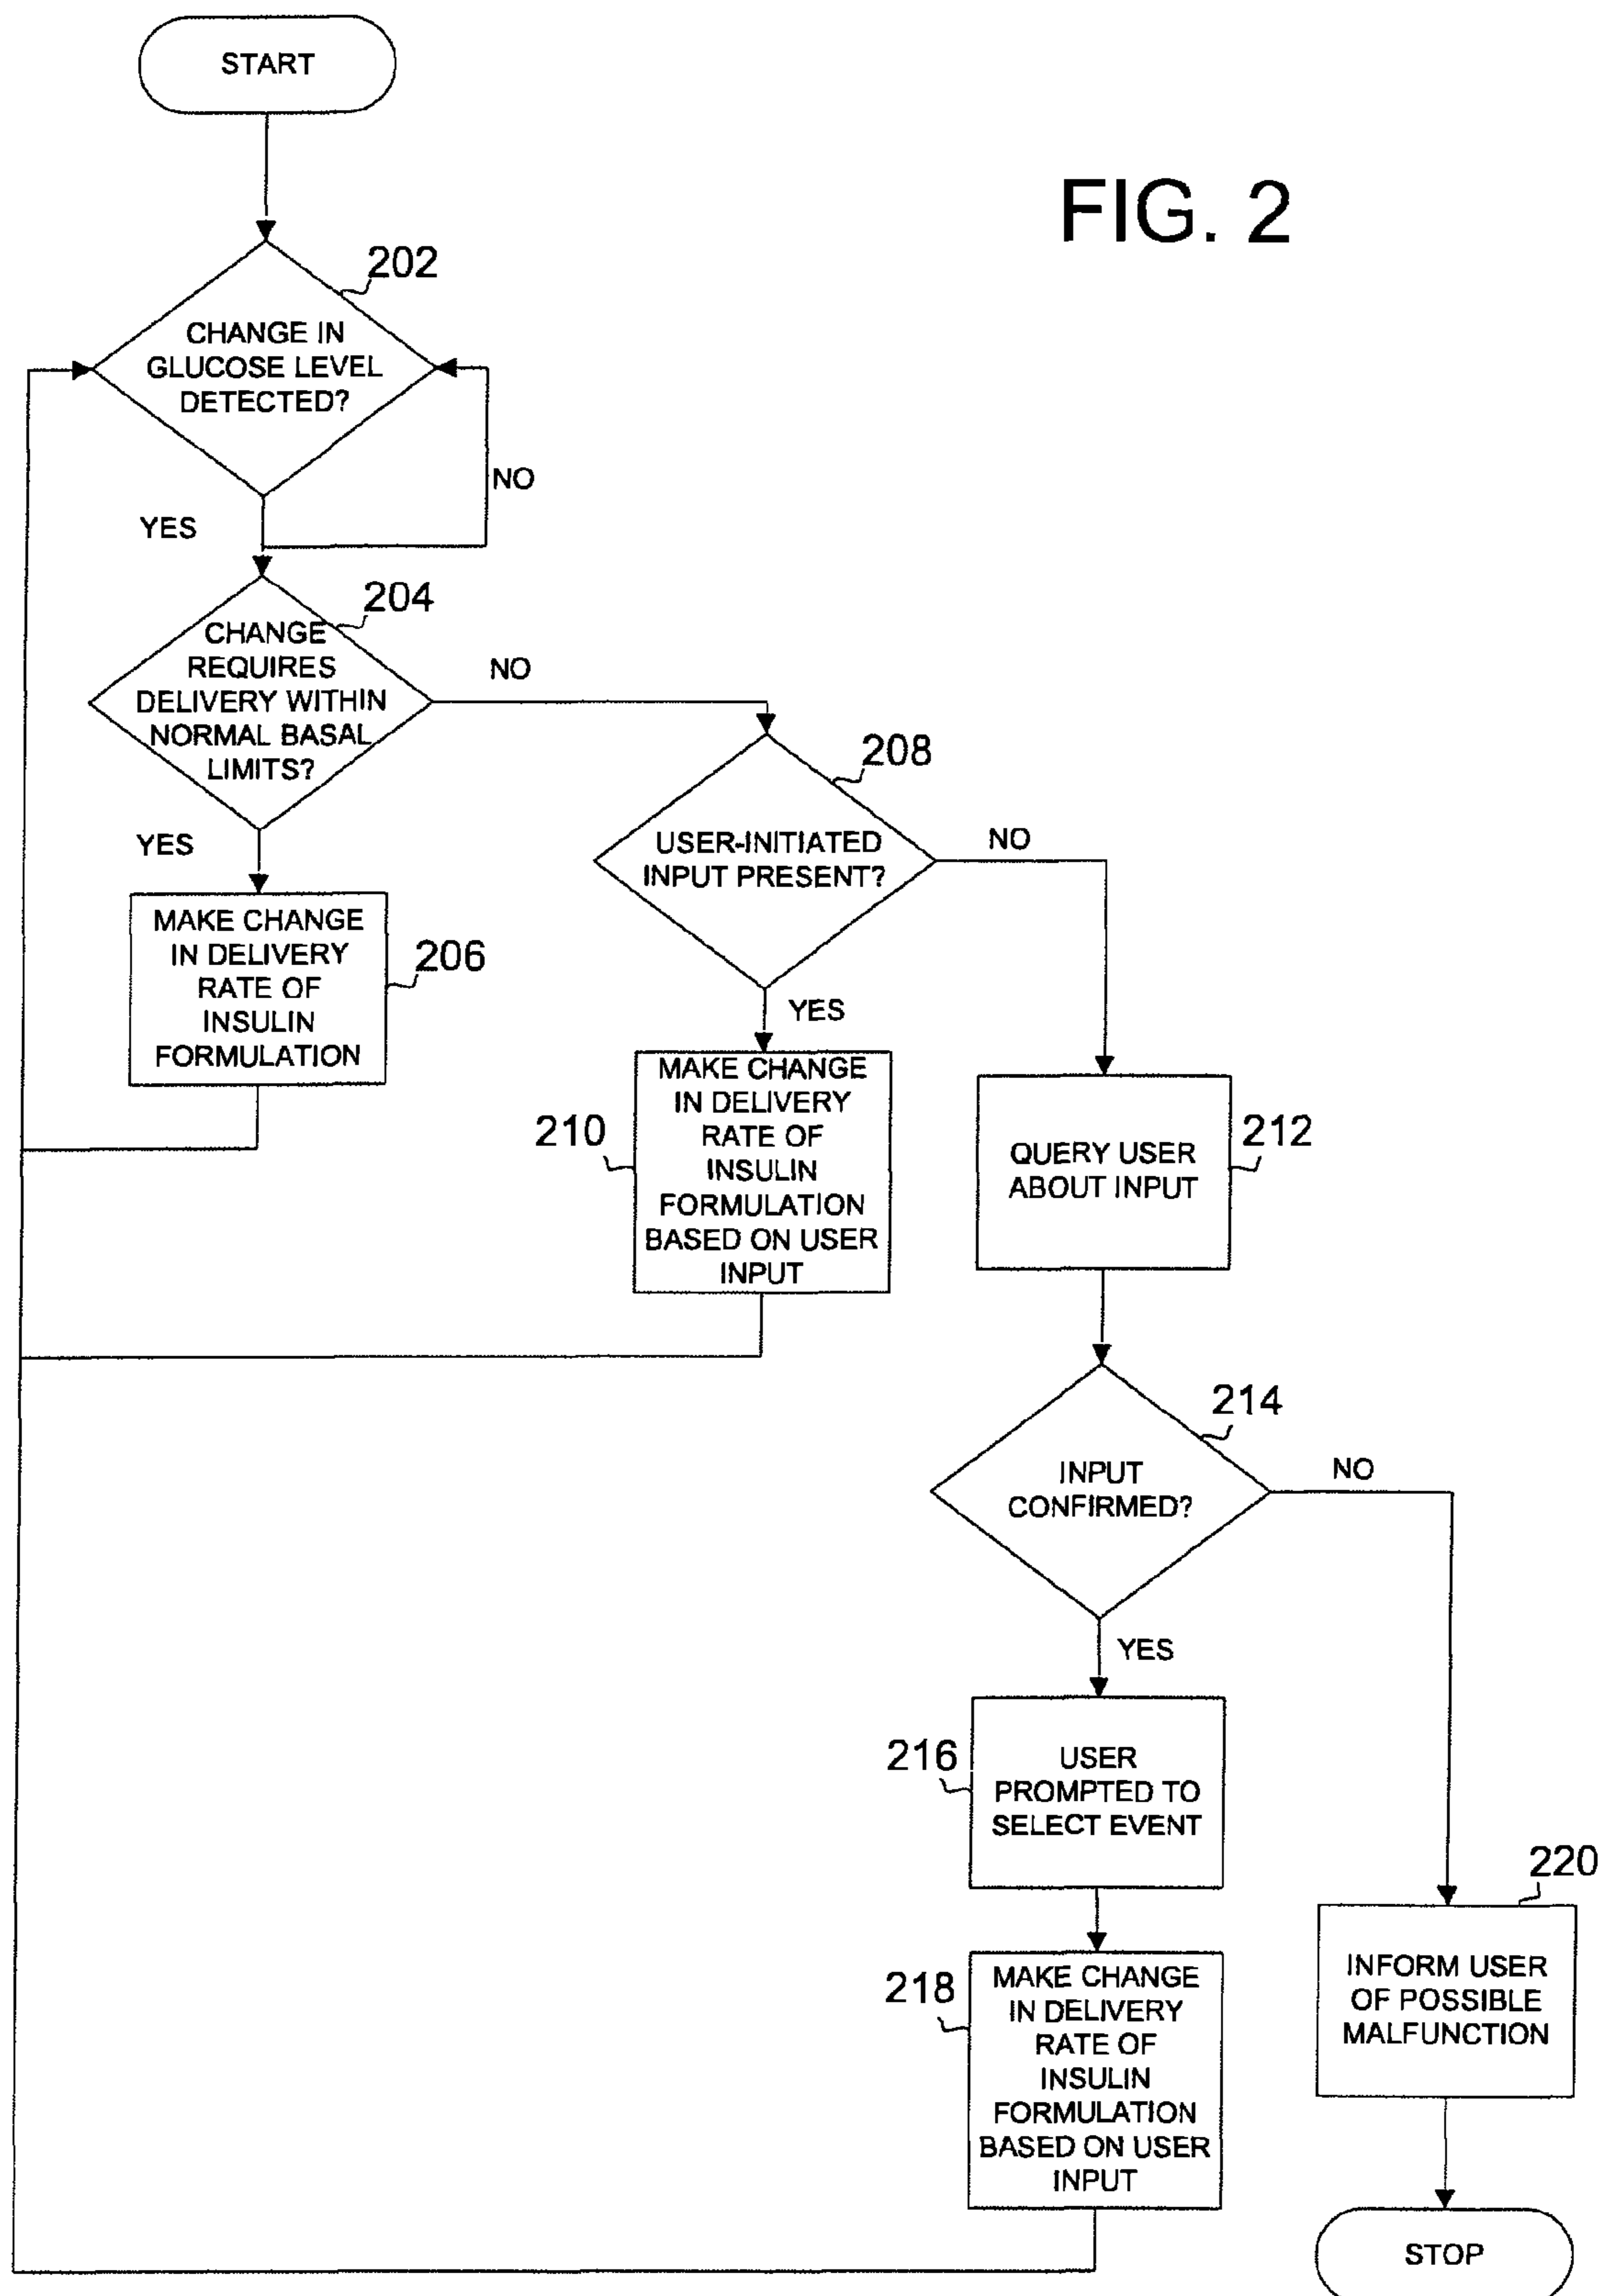 START
FIG. 2
202
CHANGE IN
GLUCOSE LEVEL
DETECTED?
NO
YES
204
CHANGE
REQUIRES
DELIVERY WITHIN
NORMAL BASAL
LIMITS?
NO
YES
208
USER-INITIATED
INPUT PRESENT?
NO
YES
206
MAKE CHANGE
IN DELIVERY
RATE OF
INSULIN
FORMULATION
210
MAKE CHANGE
IN DELIVERY
RATE OF
INSULIN
FORMULATION
BASED ON USER
INPUT
212
QUERY USER
ABOUT INPUT
214
INPUT
CONFIRMED?
NO
YES
216
USER
PROMPTED TO
SELECT EVENT
218
MAKE CHANGE
IN DELIVERY
RATE OF
INSULIN
FORMULATION
BASED ON USER
INPUT
220
INFORM USER
OF POSSIBLE
MALFUNCTION
STOP